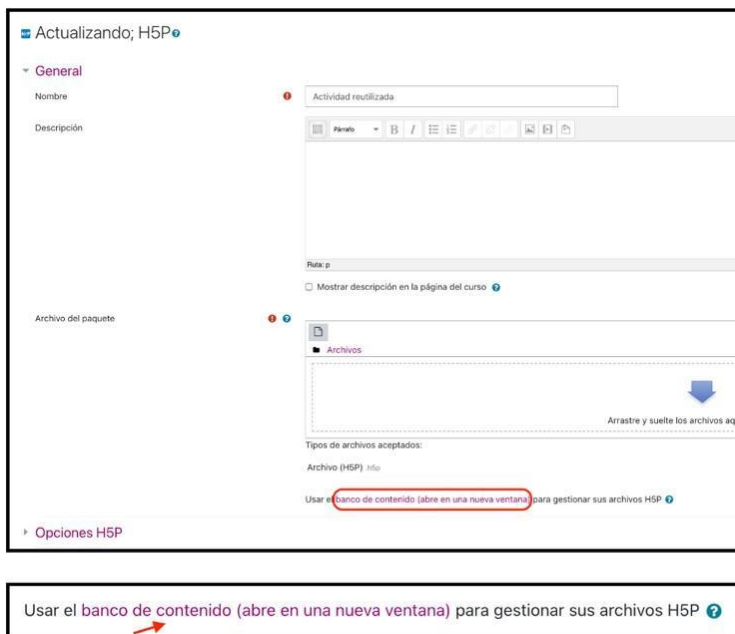 Actualizando; H5P
General
Nombre
Actividad reutilizada
Descripción
Párrafo
B I
Ruta: p
Mostrar descripción en la página del curso
Archivo del paquete
Archivos
Arrastre y suelte los archivos aq
Tipos de archivos aceptados:
Archivo (H5P) .h5p
Usar el banco de contenido (abre en una nueva ventana) para gestionar sus archivos H5P
Opciones H5P
Usar el banco de contenido (abre en una nueva ventana) para gestionar sus archivos H5P